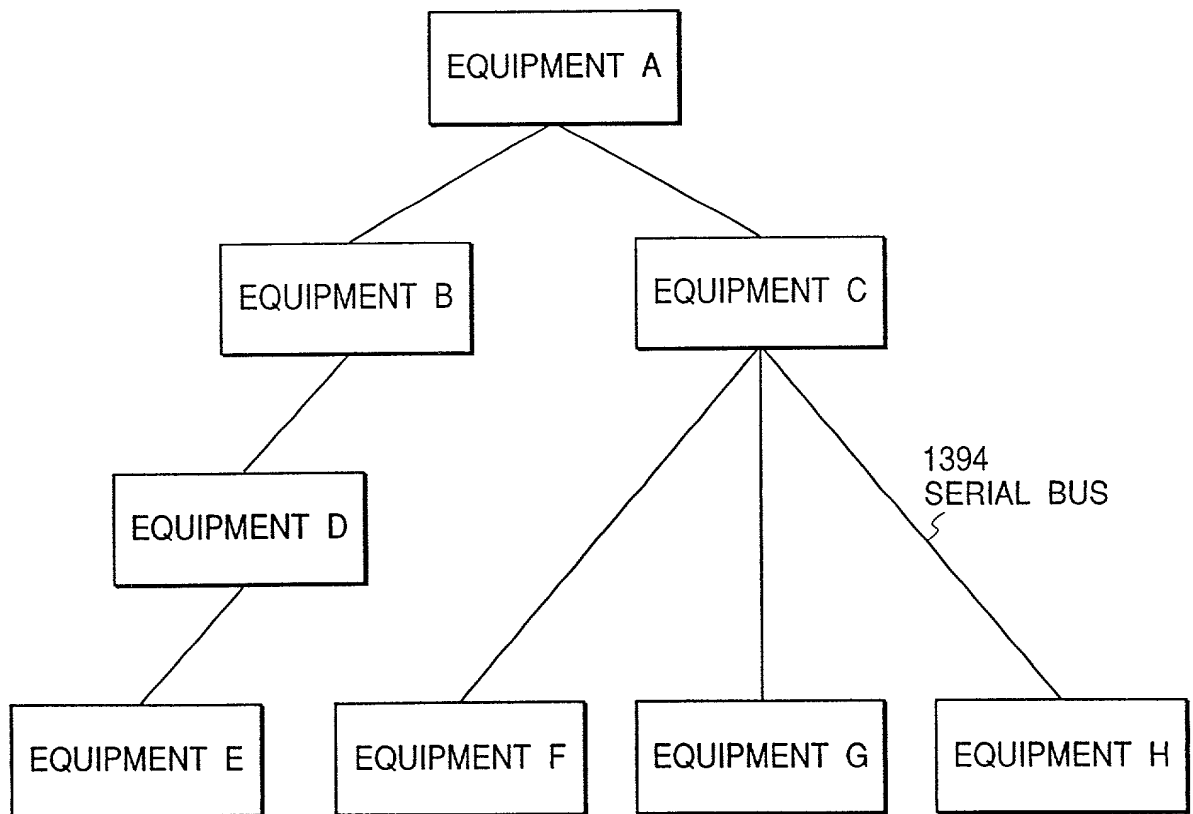 EQUIPMENT A
EQUIPMENT B
EQUIPMENT C
1394
SERIAL BUS
EQUIPMENT D
EQUIPMENT E
EQUIPMENT F
EQUIPMENT G
EQUIPMENT H